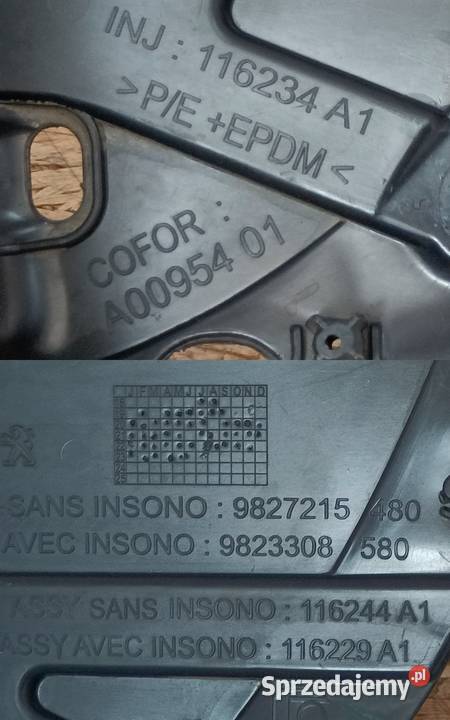 INJ : 116234 A1
>P/E +EPDM<
COFOR :
A00954 01
J F M A M J J A S O N D
SANS INSONO : 9827215 480
AVEC INSONO : 9823308 580
ASSY SANS INSONO : 116244 A1
ASSY AVEC INSONO : 116229 A1
Sprzedajemy.pl